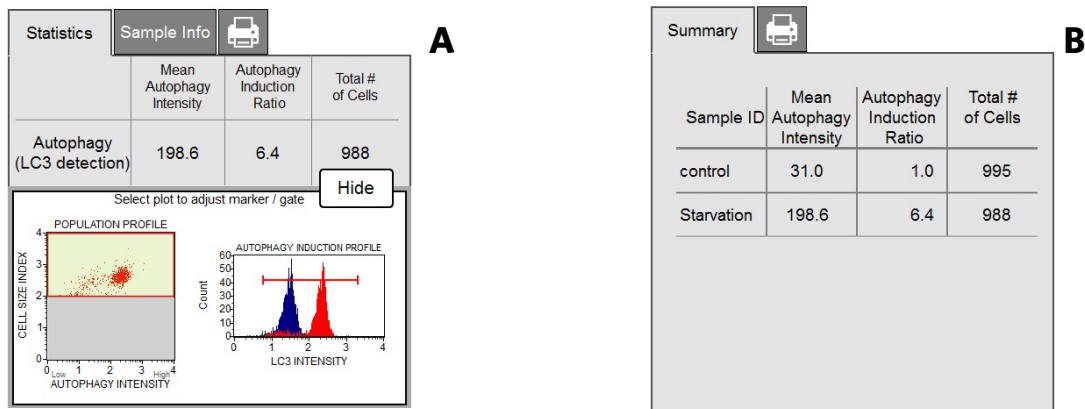 Statistics
Sample Info
A
Mean
Autophagy
Intensity
Autophagy
Induction
Ratio
Total #
of Cells
Autophagy
(LC3 detection)
198.6
6.4
988
Hide
Select plot to adjust marker / gate
POPULATION PROFILE
CELL SIZE INDEX
4
3
2
1
0
0 1 2 3 4
Low High
AUTOPHAGY INTENSITY
AUTOPHAGY INDUCTION PROFILE
Count
60
50
40
30
20
10
0
0 1 2 3 4
LC3 INTENSITY
Summary
B
Sample ID
Mean
Autophagy
Intensity
Autophagy
Induction
Ratio
Total #
of Cells
control 31.0 1.0 995
Starvation 198.6 6.4 988